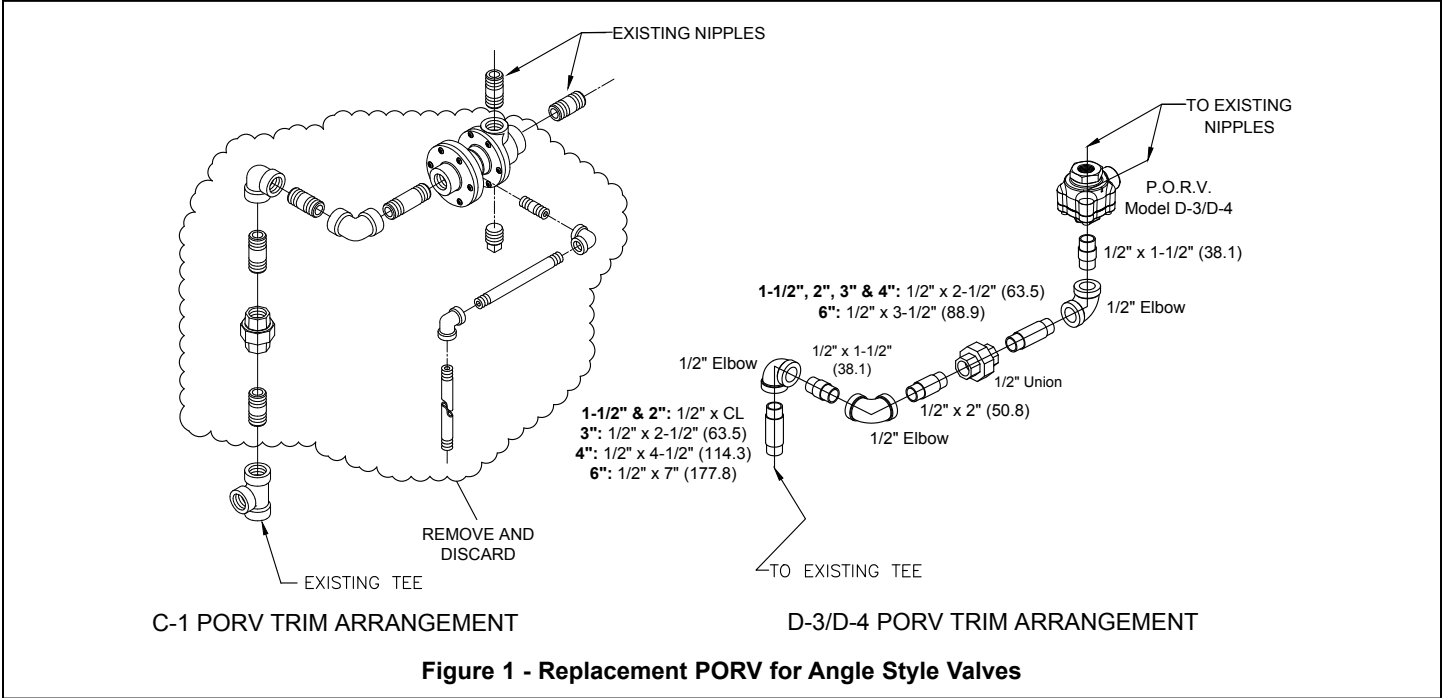 EXISTING NIPPLES
REMOVE AND
DISCARD
EXISTING TEE
C-1 PORV TRIM ARRANGEMENT
TO EXISTING
NIPPLES
P.O.R.V.
Model D-3/D-4
1/2" x 1-1/2" (38.1)
1-1/2", 2", 3" & 4": 1/2" x 2-1/2" (63.5)
6": 1/2" x 3-1/2" (88.9)
1/2" Elbow
1/2" x 1-1/2"
(38.1)
1/2" Elbow
1/2" Union
1/2" x 2" (50.8)
1/2" Elbow
1-1/2" & 2": 1/2" x CL
3": 1/2" x 2-1/2" (63.5)
4": 1/2" x 4-1/2" (114.3)
6": 1/2" x 7" (177.8)
TO EXISTING TEE
D-3/D-4 PORV TRIM ARRANGEMENT
Figure 1 - Replacement PORV for Angle Style Valves